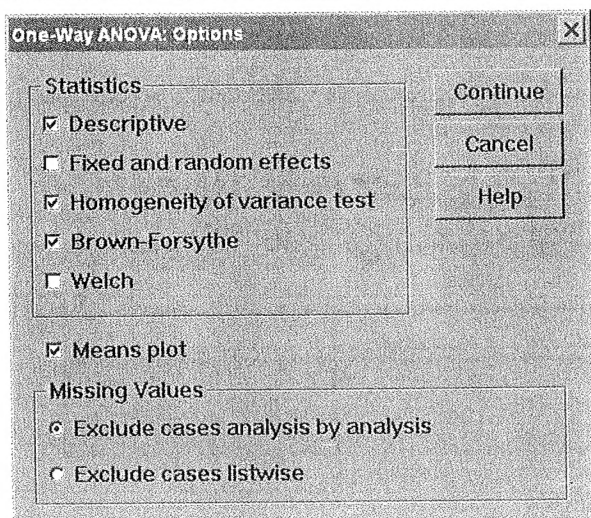 One-Way ANOVA: Options
Statistics
Descriptive
Fixed and random effects
Homogeneity of variance test
Brown-Forsythe
Welch
Continue
Cancel
Help
Means plot
Missing Values
Exclude cases analysis by analysis
Exclude cases listwise